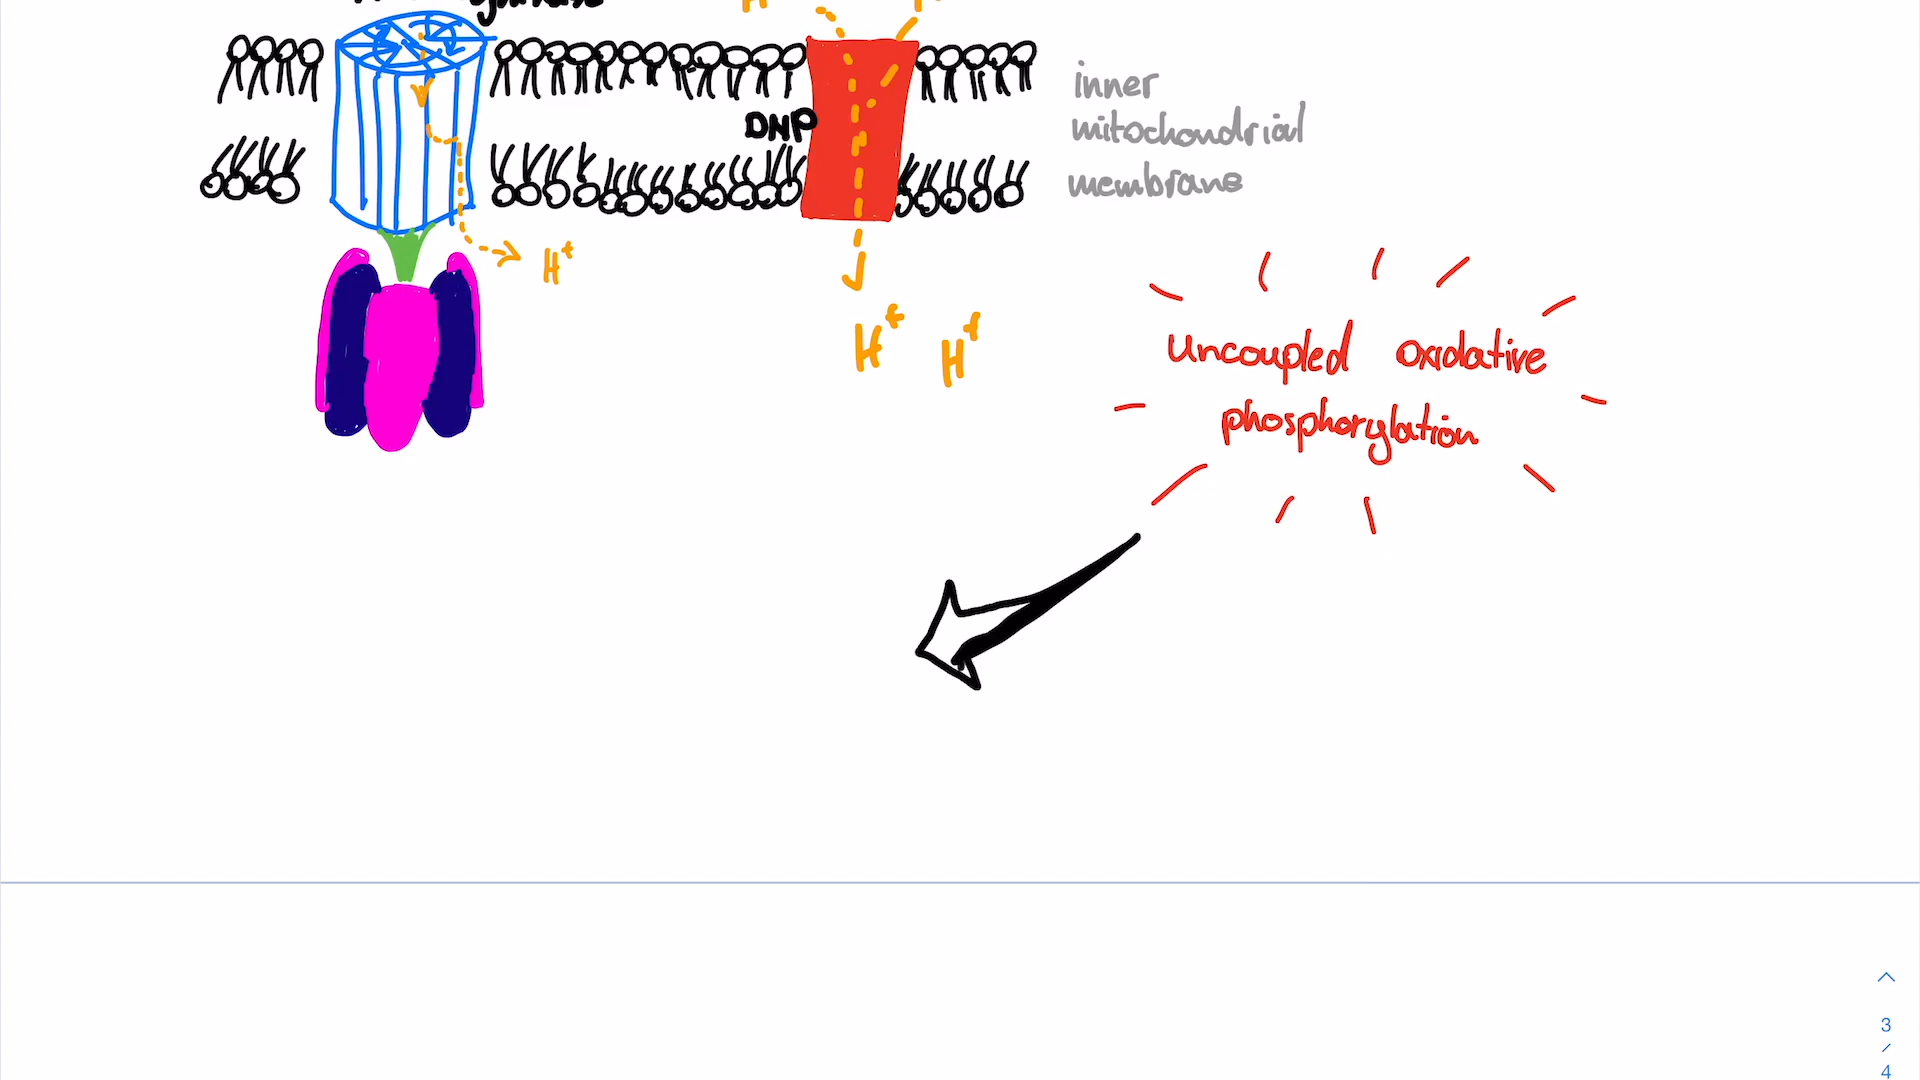 H
DNP
inner
mitochondrial
membrane
H+
H+ H+
uncoupled oxidative
phosphorylation
3
/
4